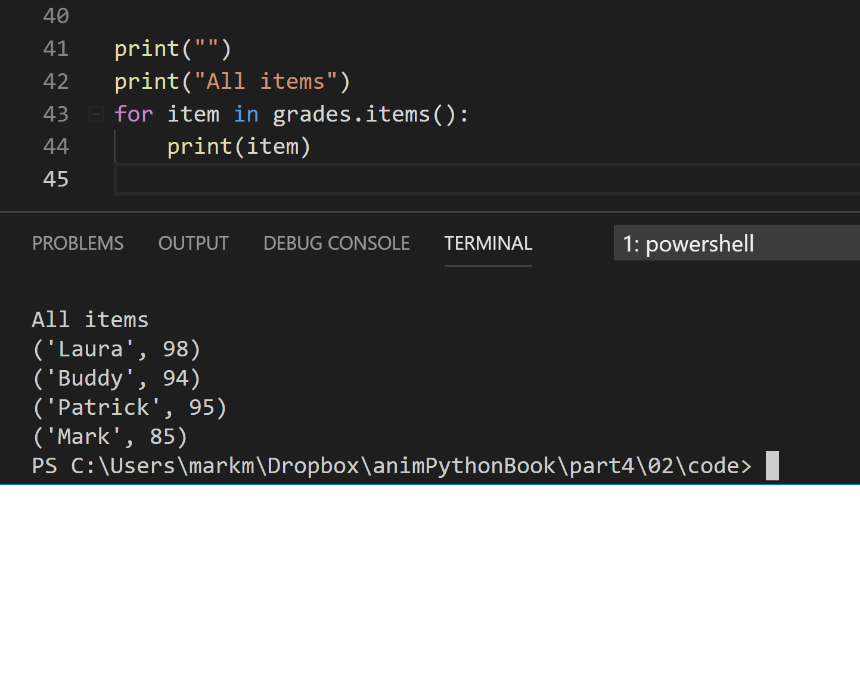 40
41 print("")
42 print("All items")
43 for item in grades.items():
44     print(item)
45
PROBLEMS OUTPUT DEBUG CONSOLE TERMINAL 1: powershell
All items
('Laura', 98)
('Buddy', 94)
('Patrick', 95)
('Mark', 85)
PS C:\Users\markm\Dropbox\animPythonBook\part4\02\code>